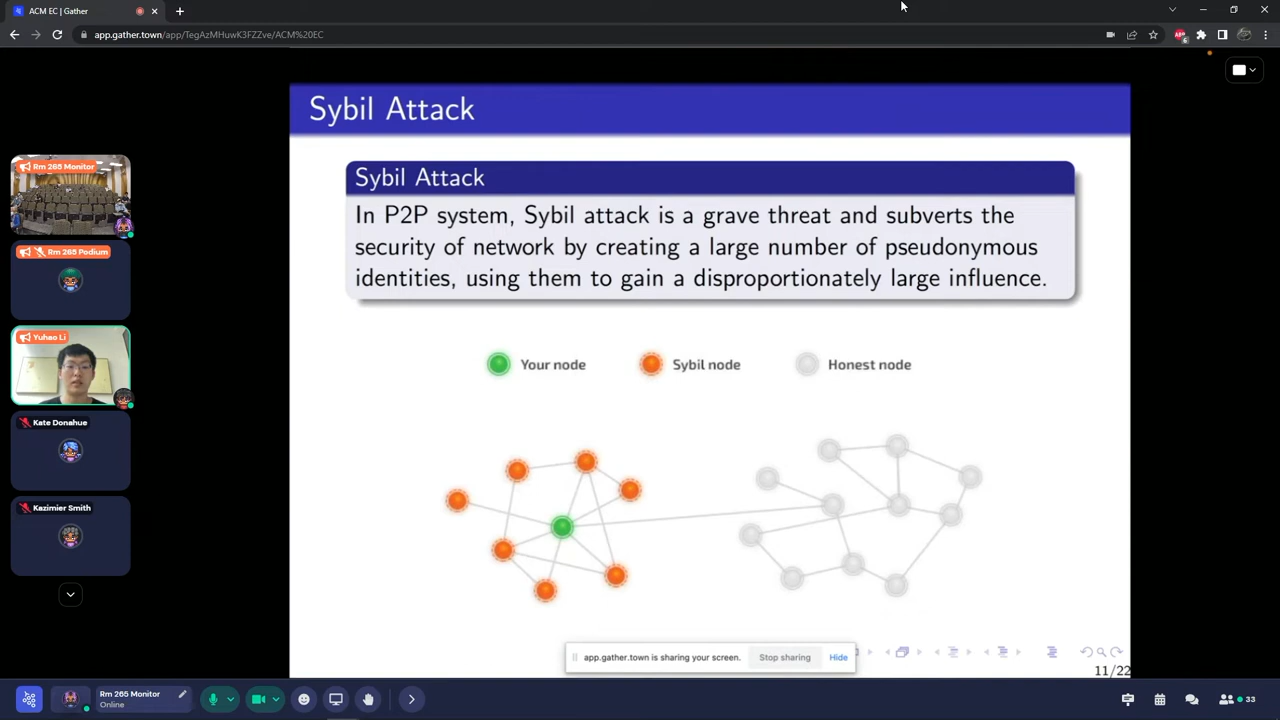 ACM EC | Gather
app.gather.town/app/TegAzMHuwK3FZZve/ACM%20EC
Sybil Attack
Sybil Attack
In P2P system, Sybil attack is a grave threat and subverts the
security of network by creating a large number of pseudonymous
identities, using them to gain a disproportionately large influence.
Your node
Sybil node
Honest node
Rm 265 Monitor
Rm 265 Podium
Yuhao Li
Kate Donahue
Kazimier Smith
app.gather.town is sharing your screen.
Stop sharing
Hide
11/22
Rm 265 Monitor
Online
33